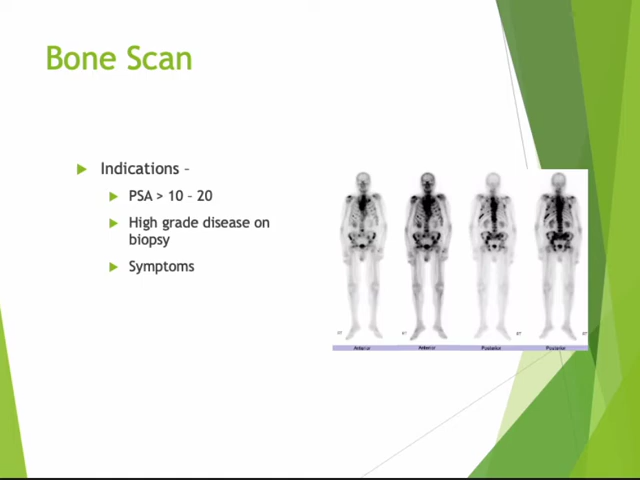 Bone Scan
Indications –
PSA > 10 – 20
High grade disease on
biopsy
Symptoms
Anterior
Anterior
Posterior
Posterior